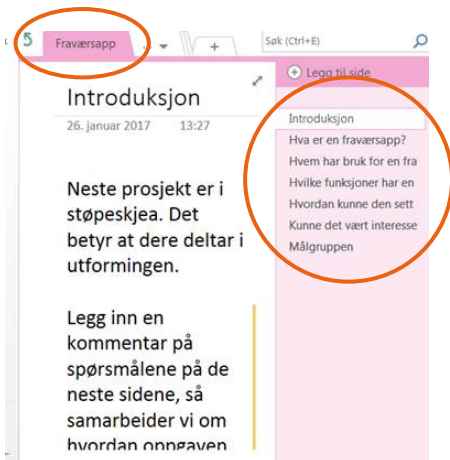 Fraværsapp
Søk (Ctrl+E)
Legg til side
Introduksjon
26. januar 2017 13:27
Neste prosjekt er i
støpeskjea. Det
betyr at dere deltar i
utformingen.
Legg inn en
kommentar på
spørsmålene på de
neste sidene, så
samarbeider vi om
hvordan oppgaven
Introduksjon
Hva er en fraværsapp?
Hvem har bruk for en fra
Hvilke funksjoner har en
Hvordan kunne den sett
Kunne det vært interesse
Målgruppen